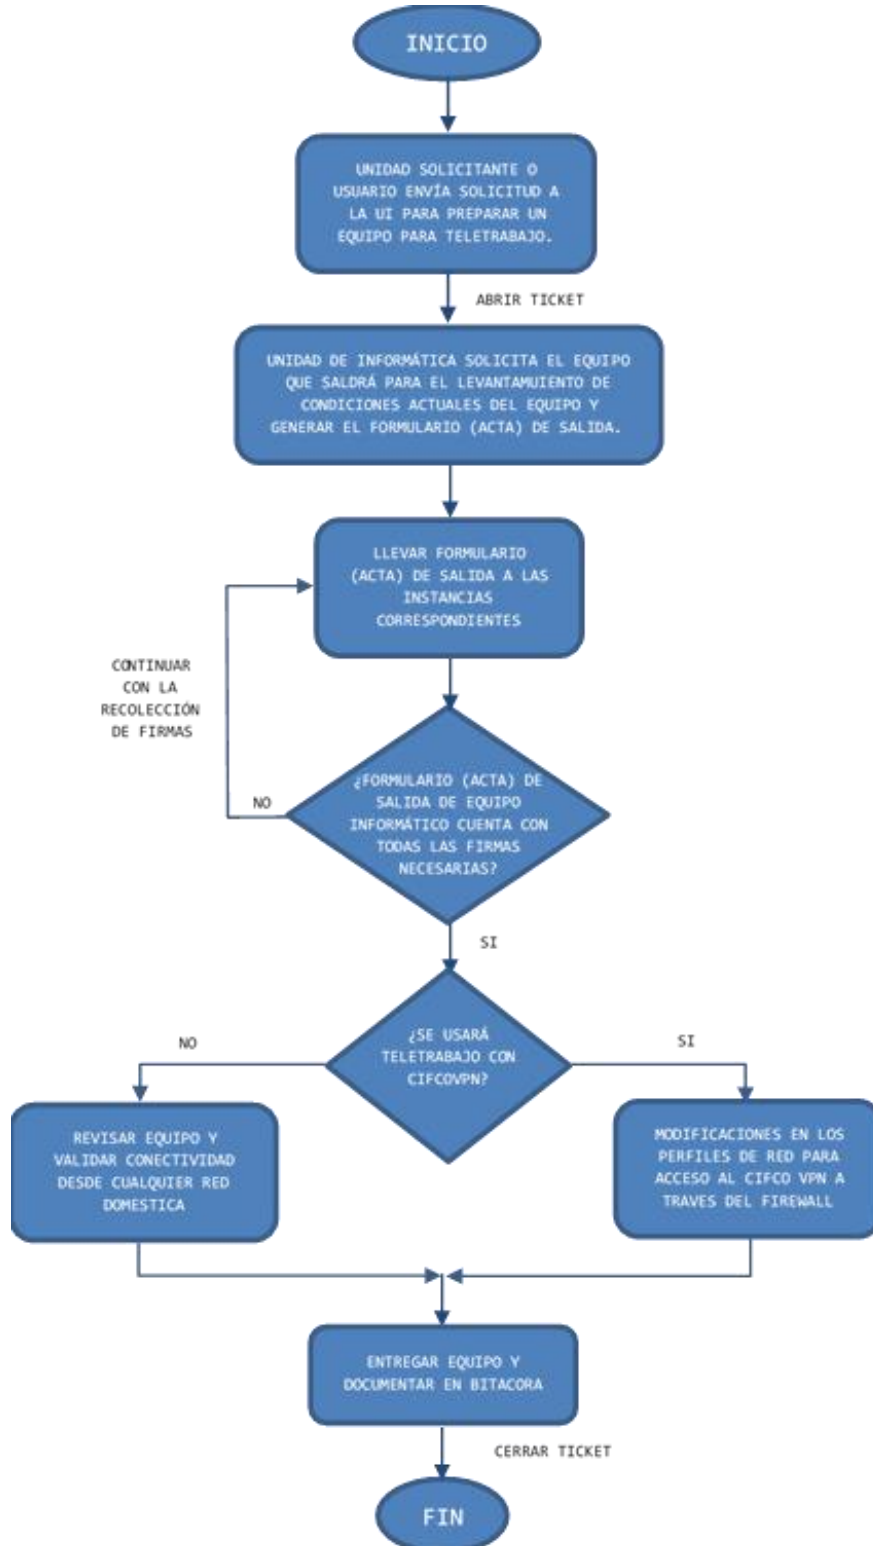 INICIO
UNIDAD SOLICITANTE O
USUARIO ENVÍA SOLICITUD A
LA UI PARA PREPARAR UN
EQUIPO PARA TELETRABAJO.
ABRIR TICKET
UNIDAD DE INFORMÁTICA SOLICITA EL EQUIPO
QUE SALDRÁ PARA EL LEVANTAMUIENTO DE
CONDICIONES ACTUALES DEL EQUIPO Y
GENERAR EL FORMULARIO (ACTA) DE SALIDA.
LLEVAR FORMULARIO
(ACTA) DE SALIDA A LAS
INSTANCIAS
CORRESPONDIENTES
CONTINUAR
CON LA
RECOLECCIÓN
DE FIRMAS
NO
¿FORMULARIO (ACTA) DE
SALIDA DE EQUIPO
INFORMÁTICO CUENTA CON
TODAS LAS FIRMAS
NECESARIAS?
SI
¿SE USARÁ
TELETRABAJO CON
CIFCOVPN?
NO
SI
REVISAR EQUIPO Y
VALIDAR CONECTIVIDAD
DESDE CUALQUIER RED
DOMESTICA
MODIFICACIONES EN LOS
PERFILES DE RED PARA
ACCESO AL CIFCO VPN A
TRAVES DEL FIREWALL
ENTREGAR EQUIPO Y
DOCUMENTAR EN BITACORA
CERRAR TICKET
FIN